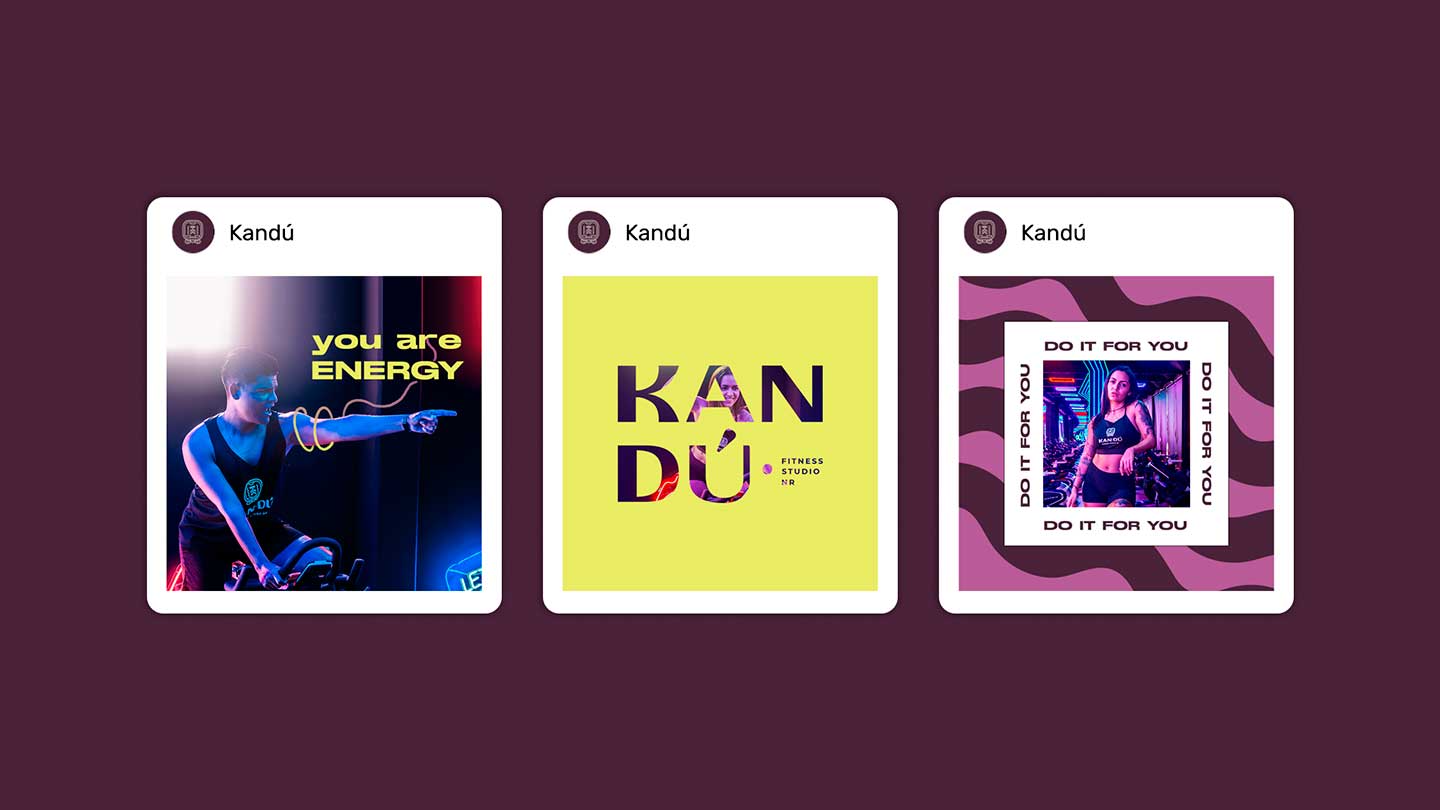 Kandú
you are
ENERGY
Kandú
KAN
DÚ
FITNESS
STUDIO
NR
Kandú
DO IT FOR YOU
DO IT FOR YOU
DO IT FOR YOU
KANDÚ
DO IT FOR YOU